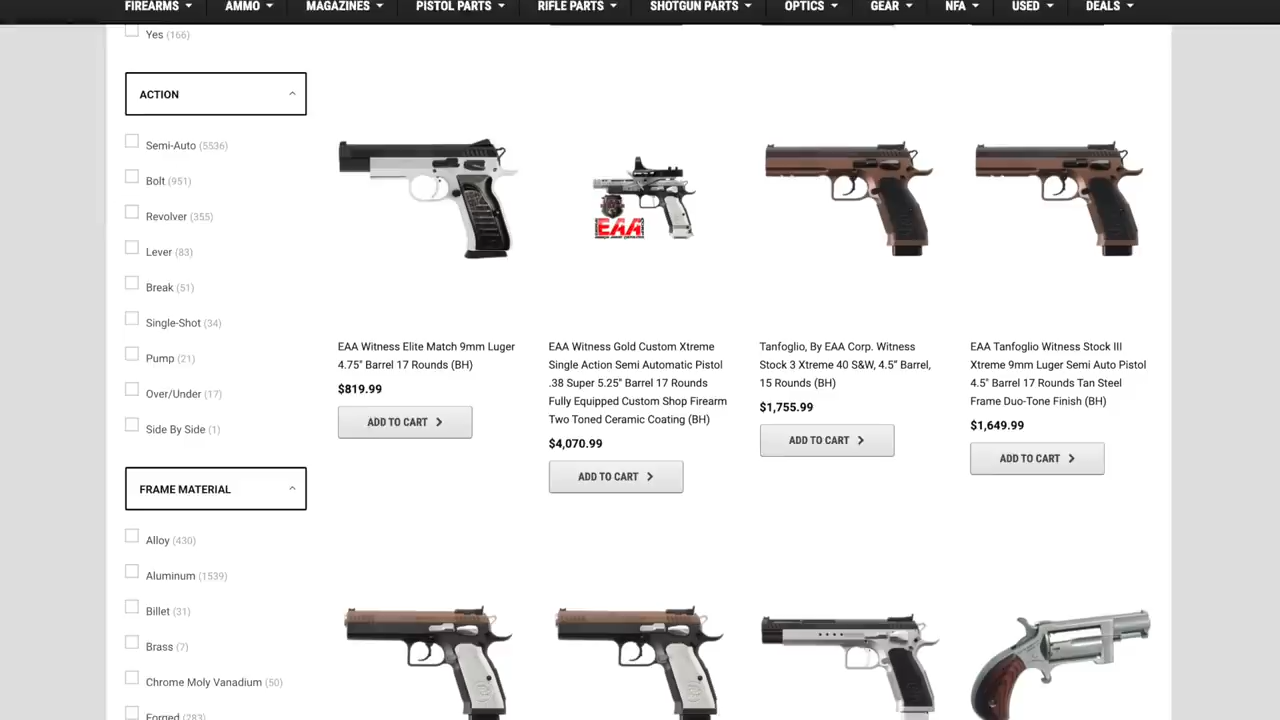 FIREARMS AMMO MAGAZINES PISTOL PARTS RIFLE PARTS SHOTGUN PARTS OPTICS GEAR NFA USED DEALS
Yes (166)
ACTION
Semi-Auto (5536)
Bolt (951)
Revolver (355)
Lever (83)
Break (51)
Single-Shot (34)
Pump (21)
Over/Under (17)
Side By Side (1)
FRAME MATERIAL
Alloy (430)
Aluminum (1539)
Billet (31)
Brass (7)
Chrome Moly Vanadium (50)
Forged (283)
EAA
EAA Witness Elite Match 9mm Luger
4.75" Barrel 17 Rounds (BH)
$819.99
ADD TO CART
EAA Witness Gold Custom Xtreme
Single Action Semi Automatic Pistol
.38 Super 5.25" Barrel 17 Rounds
Fully Equipped Custom Shop Firearm
Two Toned Ceramic Coating (BH)
$4,070.99
ADD TO CART
Tanfoglio, By EAA Corp. Witness
Stock 3 Xtreme 40 S&W, 4.5” Barrel,
15 Rounds (BH)
$1,755.99
ADD TO CART
EAA Tanfoglio Witness Stock III
Xtreme 9mm Luger Semi Auto Pistol
4.5" Barrel 17 Rounds Tan Steel
Frame Duo-Tone Finish (BH)
$1,649.99
ADD TO CART